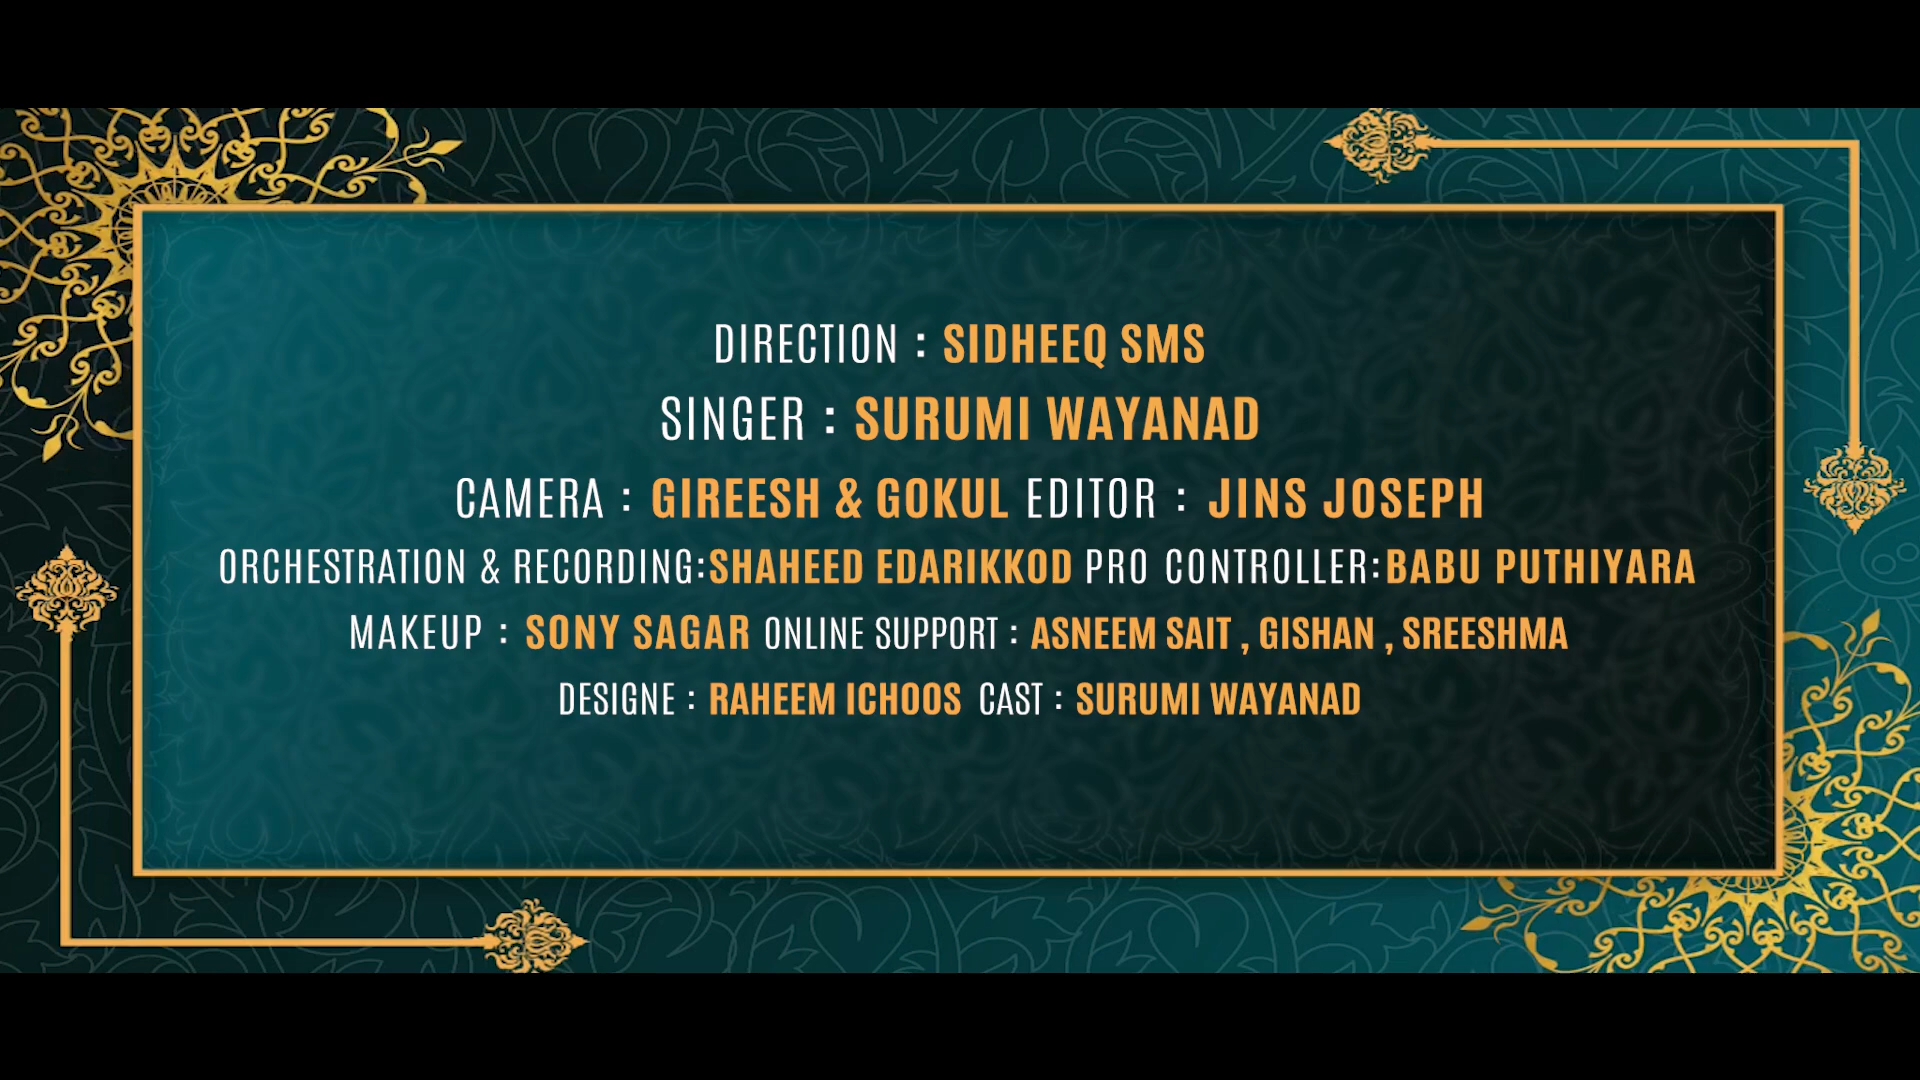 DIRECTION : SIDHEEQ SMS
SINGER : SURUMI WAYANAD
CAMERA : GIREESH & GOKUL EDITOR : JINS JOSEPH
ORCHESTRATION & RECORDING:SHAHEED EDARIKKOD PRO CONTROLLER:BABU PUTHIYARA
MAKEUP : SONY SAGAR ONLINE SUPPORT : ASNEEM SAIT , GISHAN , SREESHMA
DESIGNE : RAHEEM ICHOOS CAST : SURUMI WAYANAD